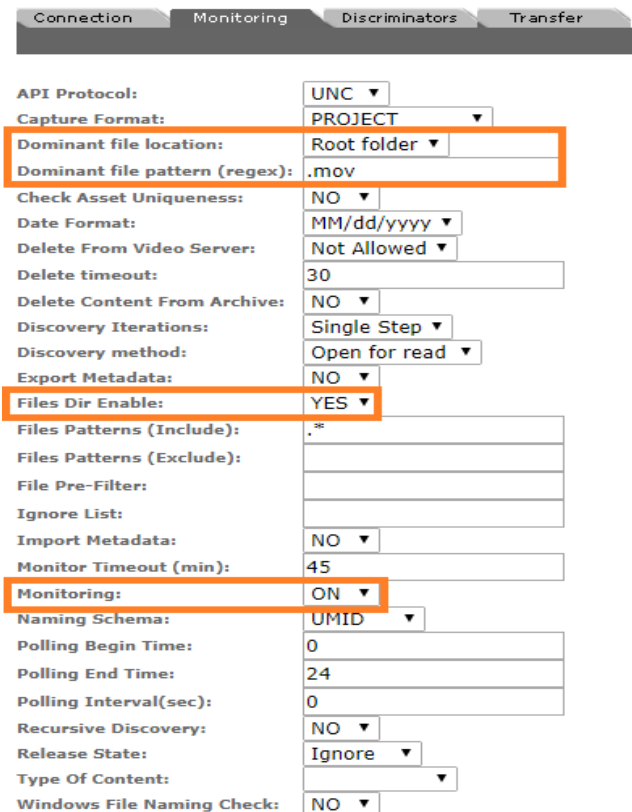 Connection Monitoring Discriminators Transfer
API Protocol: UNC
Capture Format: PROJECT
Dominant file location: Root folder
Dominant file pattern (regex): .mov
Check Asset Uniqueness: NO
Date Format: MM/dd/yyyy
Delete From Video Server: Not Allowed
Delete timeout: 30
Delete Content From Archive: NO
Discovery Iterations: Single Step
Discovery method: Open for read
Export Metadata: NO
Files Dir Enable: YES
Files Patterns (Include): .*
Files Patterns (Exclude):
File Pre-Filter:
Ignore List:
Import Metadata: NO
Monitor Timeout (min): 45
Monitoring: ON
Naming Schema: UMID
Polling Begin Time: 0
Polling End Time: 24
Polling Interval(sec): 0
Recursive Discovery: NO
Release State: Ignore
Type Of Content:
Windows File Naming Check: NO